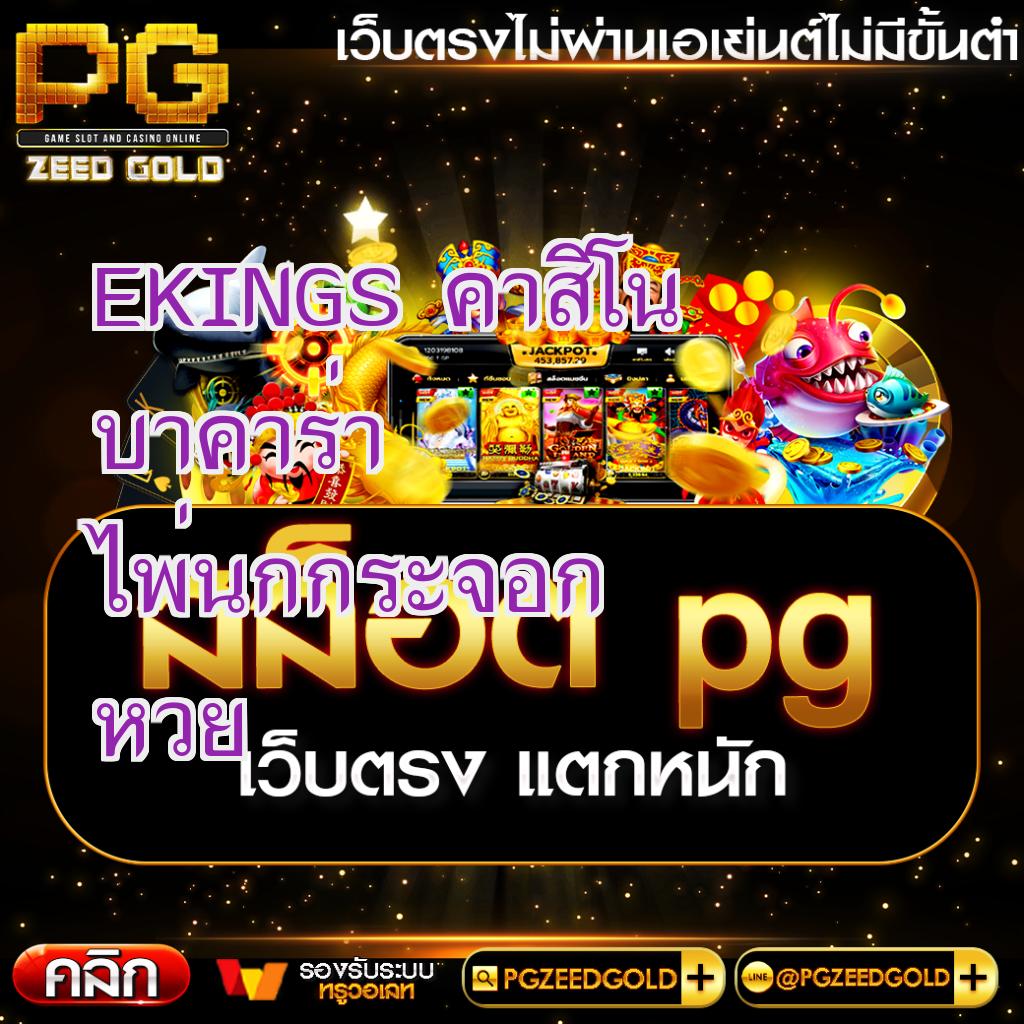 PG
เว็บตรงไม่ผ่านเอเย่นต์ไม่มีขั้นต่ำ
GAME SLOT AND CASINO ONLINE
ZEED GOLD
EKINGS คาสิโน
1203198108
JACKPOT
453,857.79
บาคาร่า
ไพ่นกกระจอก
สล็อต pg
หวย
เว็บตรง แตกหนัก
คลิก
รองรับระบบ
ทรูวอเลท
PGZEEDGOLD +
LINE @PGZEEDGOLD +